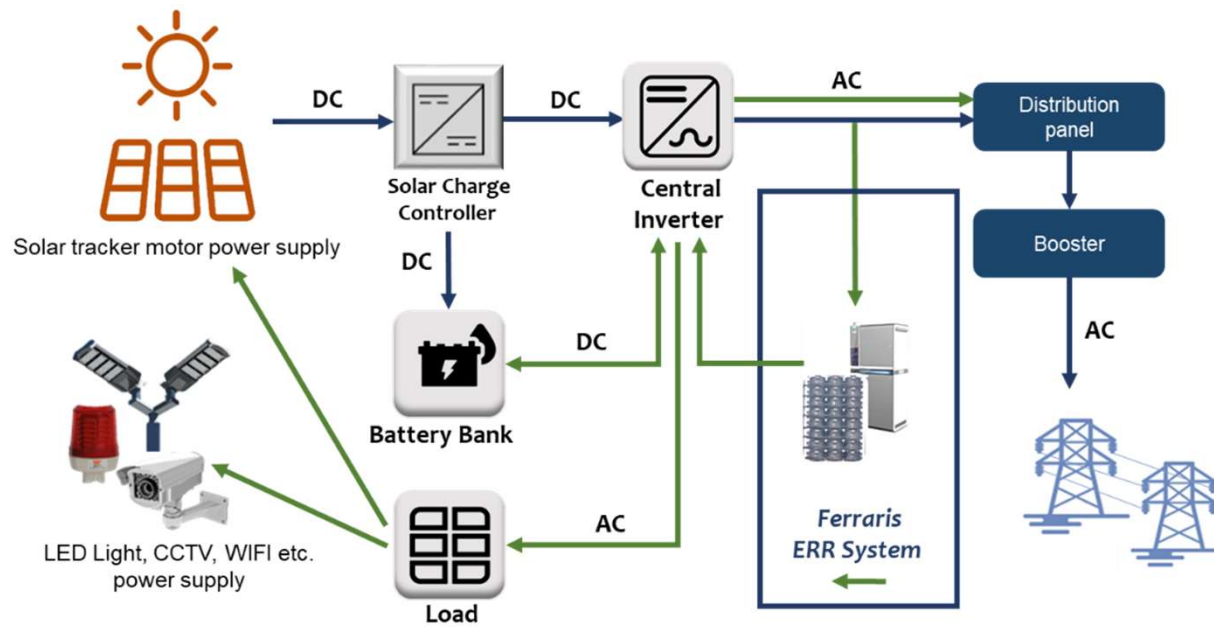 DC
DC
AC
Distribution
panel
Solar Charge
Controller
Central
Inverter
Solar tracker motor power supply
DC
Booster
DC
AC
Battery Bank
AC
Ferraris
ERR System
LED Light, CCTV, WIFI etc.
power supply
Load